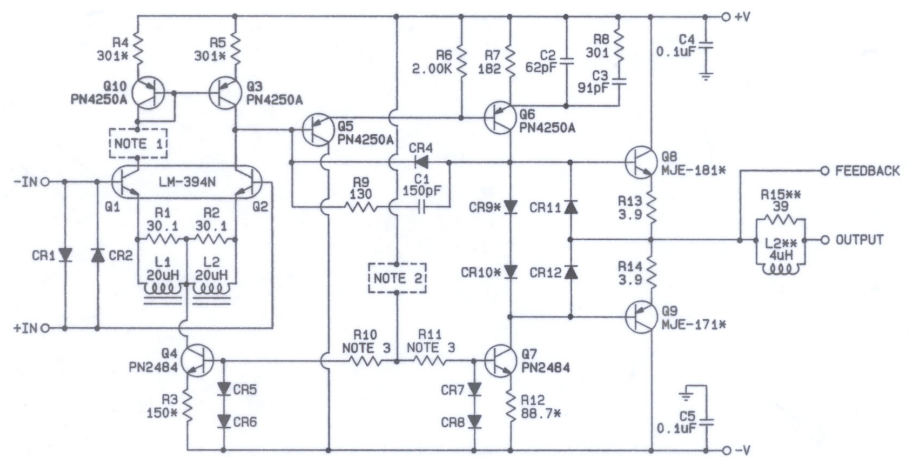 +V
R4
301*
R5
301*
R6
2.00K
R7
182
C2
62pF
R8
301
C3
91pF
C4
0.1uF
Q10
PN4250A
Q3
PN4250A
Q5
PN4250A
Q6
PN4250A
NOTE 1
CR4
Q8
MJE-181*
FEEDBACK
-IN
LM-394N
Q1
Q2
R9
130
C1
150pF
R13
3.9
R15**
39
R1
30.1
R2
30.1
CR9*
CR11
CR1
CR2
L1
20uH
L2
20uH
NOTE 2
CR10*
CR12
R14
3.9
L2**
4uH
OUTPUT
+IN
Q9
MJE-171*
Q4
PN2484
R10
NOTE 3
R11
NOTE 3
Q7
PN2484
R3
150*
CR5
CR6
CR7
CR8
R12
88.7*
C5
0.1uF
-V